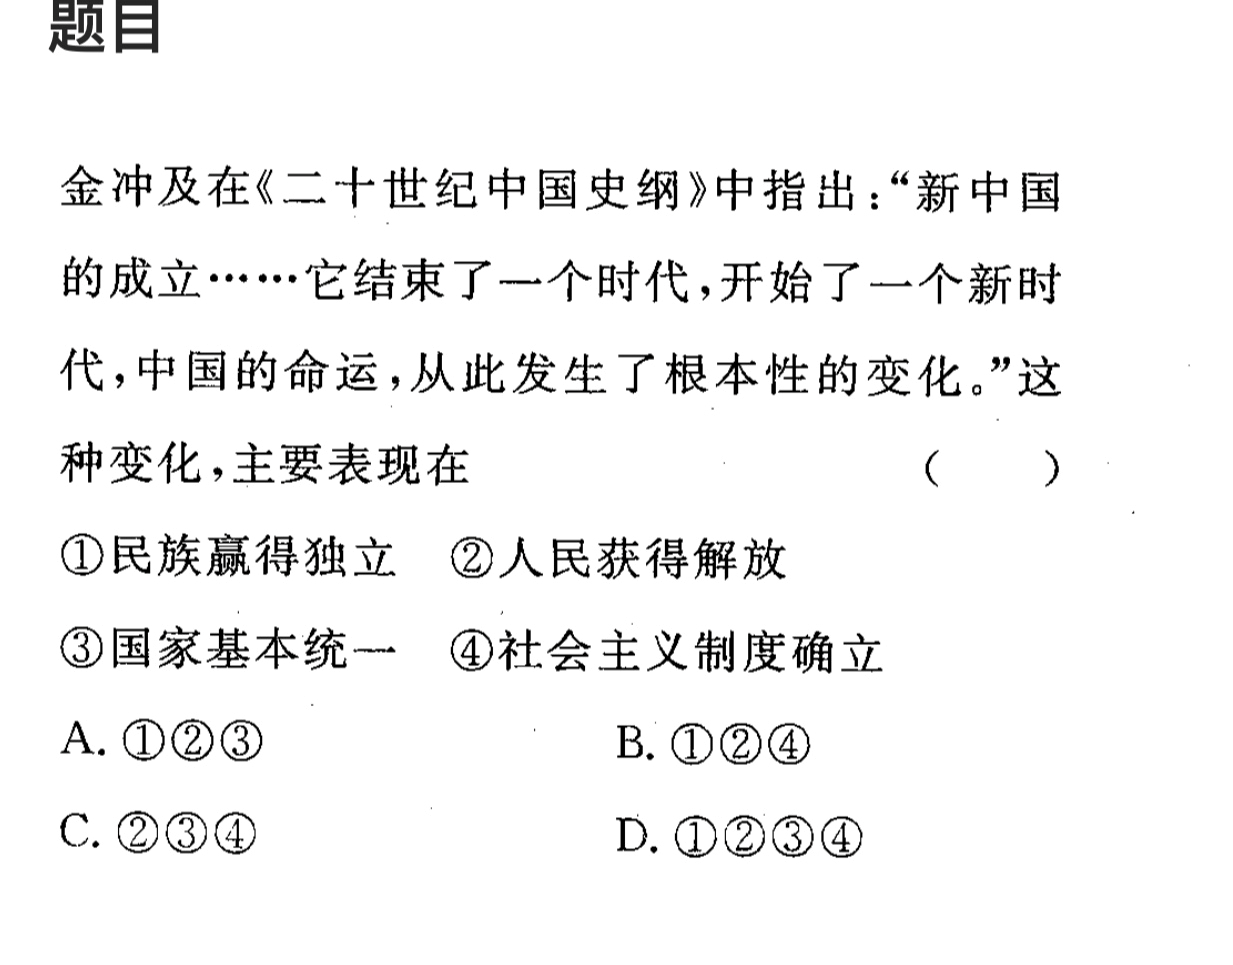 题目
金冲及在《二十世纪中国史纲》中指出:“新中国
的成立……它结束了一个时代,开始了一个新时
代,中国的命运,从此发生了根本性的变化。”这
种变化,主要表现在 (  )
①民族赢得独立 ②人民获得解放
③国家基本统一 ④社会主义制度确立
A. ①②③ B. ①②④
C. ②③④ D. ①②③④